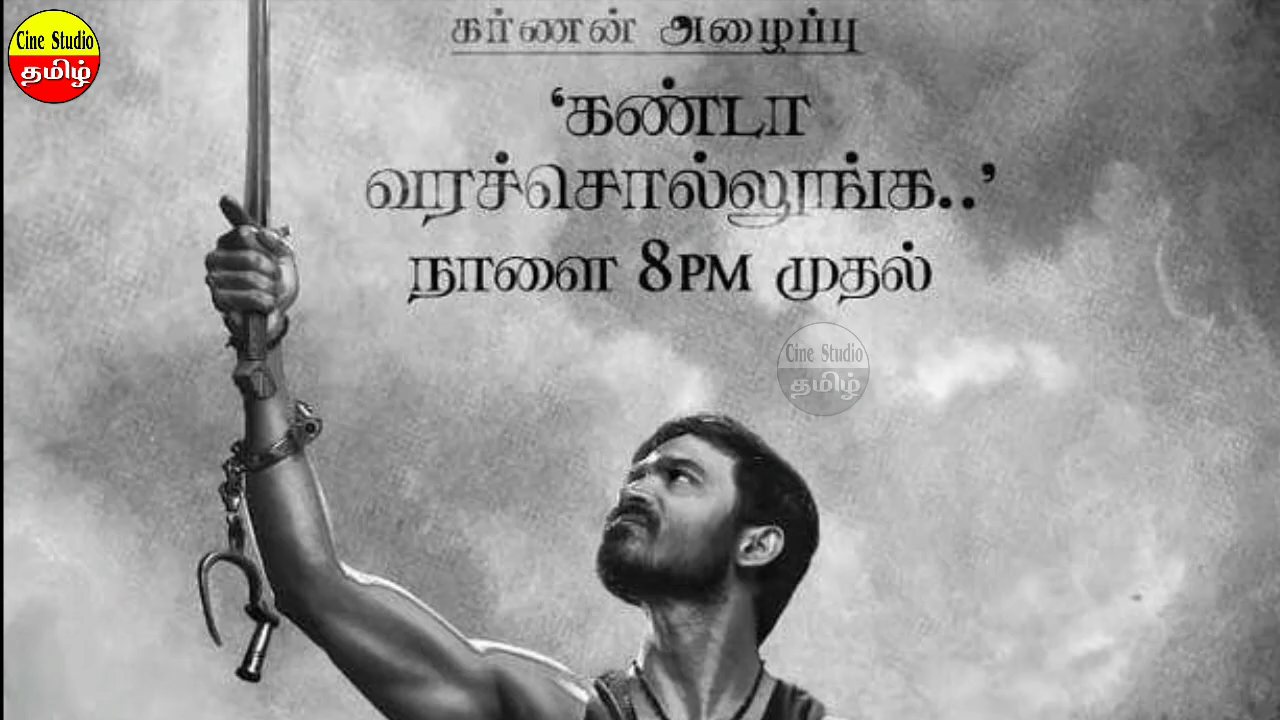 Cine Studio
தமிழ்
கர்ணன் அழைப்பு
‘கண்டா
வரச்சொல்லூங்க..’
நாளை 8PM முதல்
Cine Studio
தமிழ்